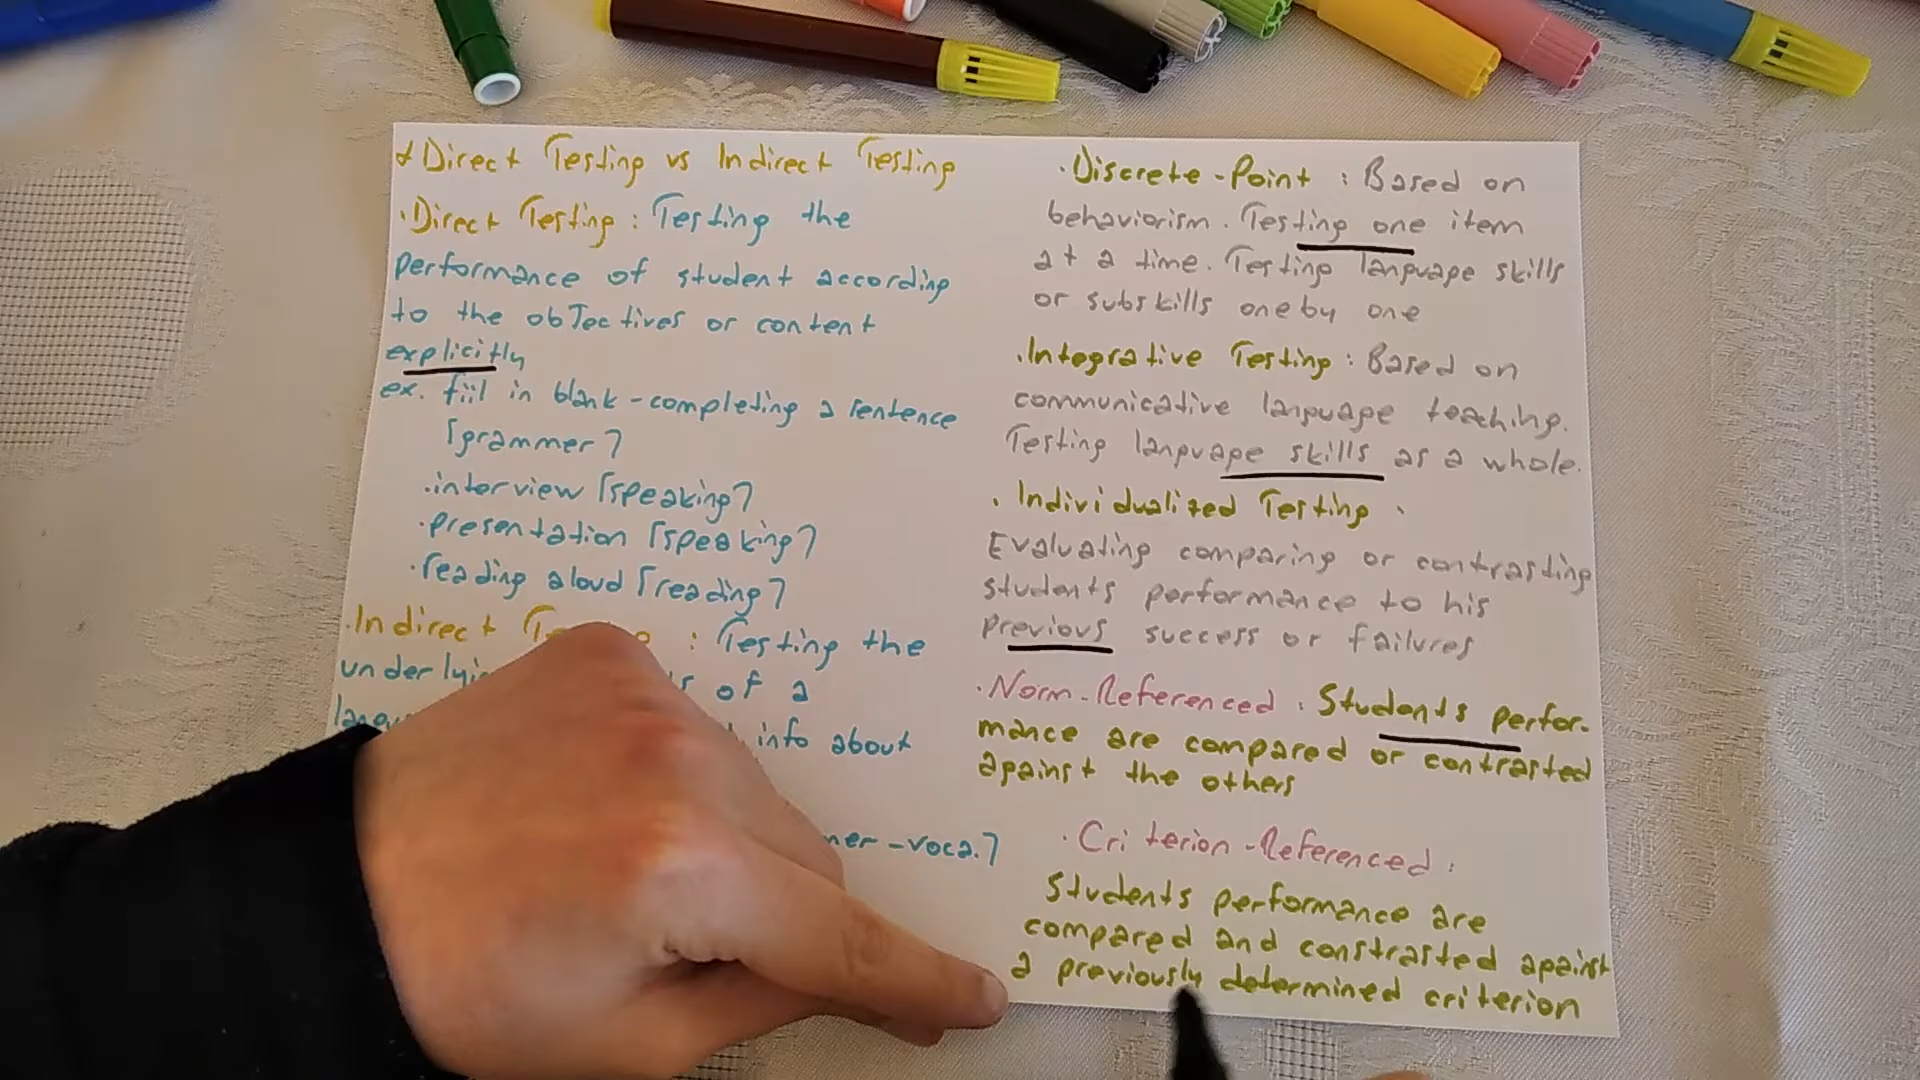 Direct Testing vs Indirect Testing
.Direct Testing : Testing the
performance of student according
to the objectives or content
explicitly
ex. fiil in blank-completing a sentence
[grammer]
.interview [speaking]
.presentation [speaking]
.reading aloud [reading]
.Indirect : Testing the
of a
info about
-voca.]
.Discrete-Point : Based on
behaviorism. Testing one item
at a time. Testing language skills
or subskills one by one
.Integrative Testing : Based on
communicative language teaching.
Testing language skills as a whole.
. Individualized Testing .
Evaluating comparing or contrasting
students performance to his
previous success or failures
.Norm-Referenced : Students perfor-
mance are compared or contrasted
against the others
.Criterion-Referenced :
Students performance are
compared and constrasted against
a previously determined criterion